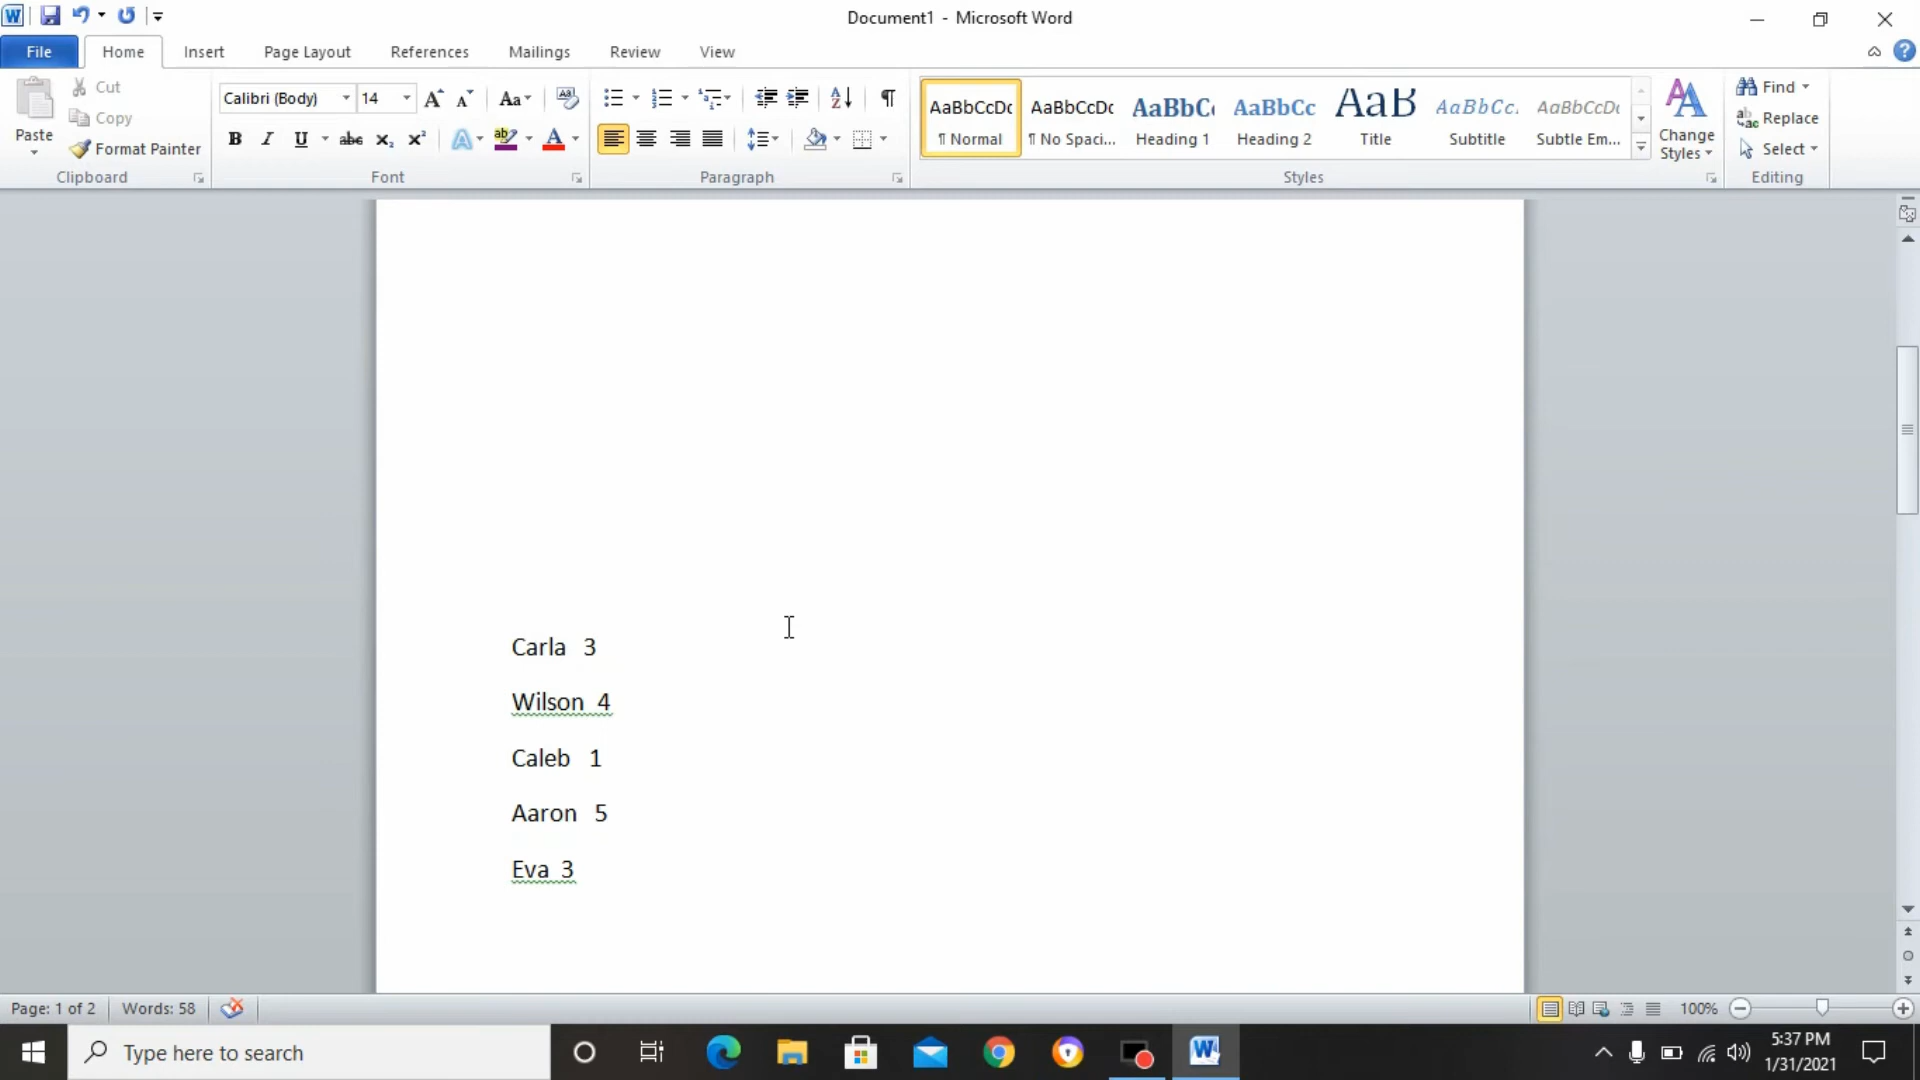 Document1 - Microsoft Word
File Home Insert Page Layout References Mailings Review View
Paste
Cut
Copy
Format Painter
Clipboard
Calibri (Body) 14
Font
Paragraph
AaBbCcDc AaBbCcDc AaBbC AaBbCc AaB AaBbCc. AaBbCcDc
¶ Normal ¶ No Spaci... Heading 1 Heading 2 Title Subtitle Subtle Em...
Styles
Change
Styles
Find
Replace
Select
Editing
Carla 3
Wilson 4
Caleb 1
Aaron 5
Eva 3
Page: 1 of 2 Words: 58 100%
Type here to search
5:37 PM
1/31/2021